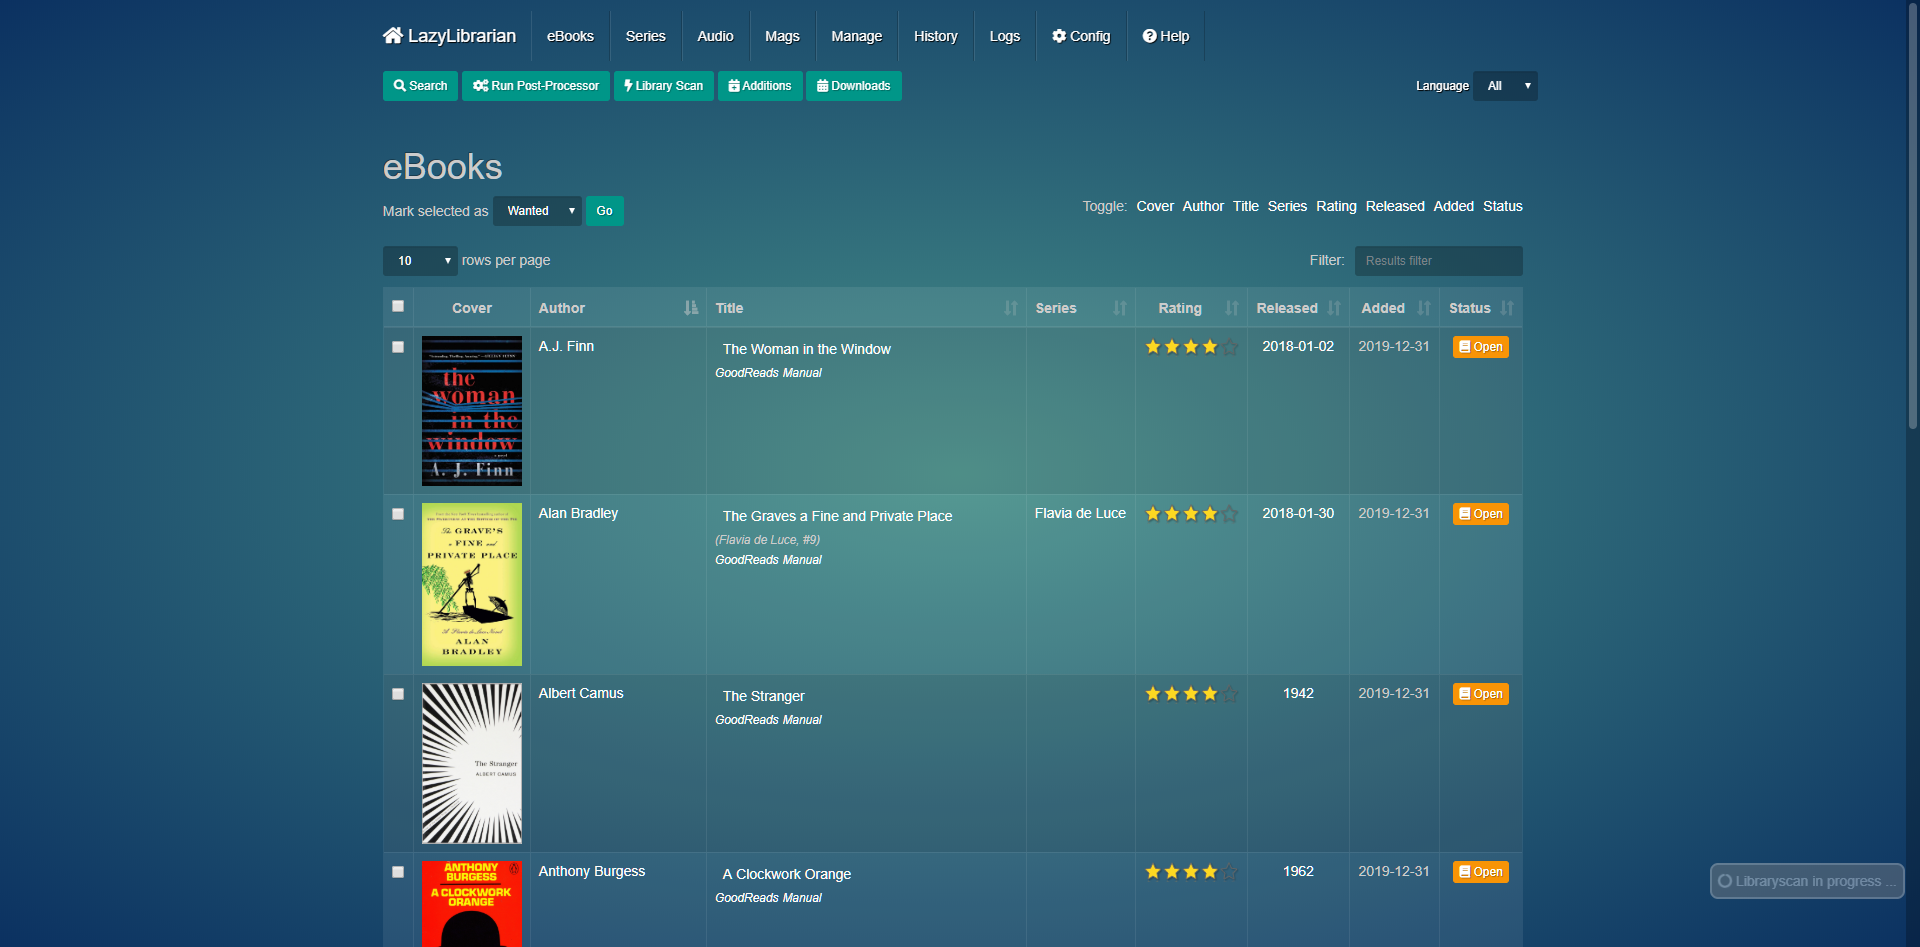 LazyLibrarian eBooks Series Audio Mags Manage History Logs Config Help
Search Run Post-Processor Library Scan Additions Downloads Language All
eBooks
Mark selected as Wanted Go
Toggle: Cover Author Title Series Rating Released Added Status
10 rows per page Filter: Results filter
Cover Author Title Series Rating Released Added Status
A.J. Finn The Woman in the Window 2018-01-02 2019-12-31 Open
GoodReads Manual
the
woman
in the
window
a novel
A. J. Finn
Alan Bradley The Graves a Fine and Private Place Flavia de Luce 2018-01-30 2019-12-31 Open
(Flavia de Luce, #9)
GoodReads Manual
The GRAVE'S
a FINE and
PRIVATE PLACE
A Flavia de Luce Novel
ALAN
BRADLEY
Albert Camus The Stranger 1942 2019-12-31 Open
GoodReads Manual
The Stranger
ALBERT CAMUS
Anthony Burgess A Clockwork Orange 1962 2019-12-31 Open
GoodReads Manual
ANTHONY
BURGESS
A CLOCKWORK
ORANGE
Libraryscan in progress ...